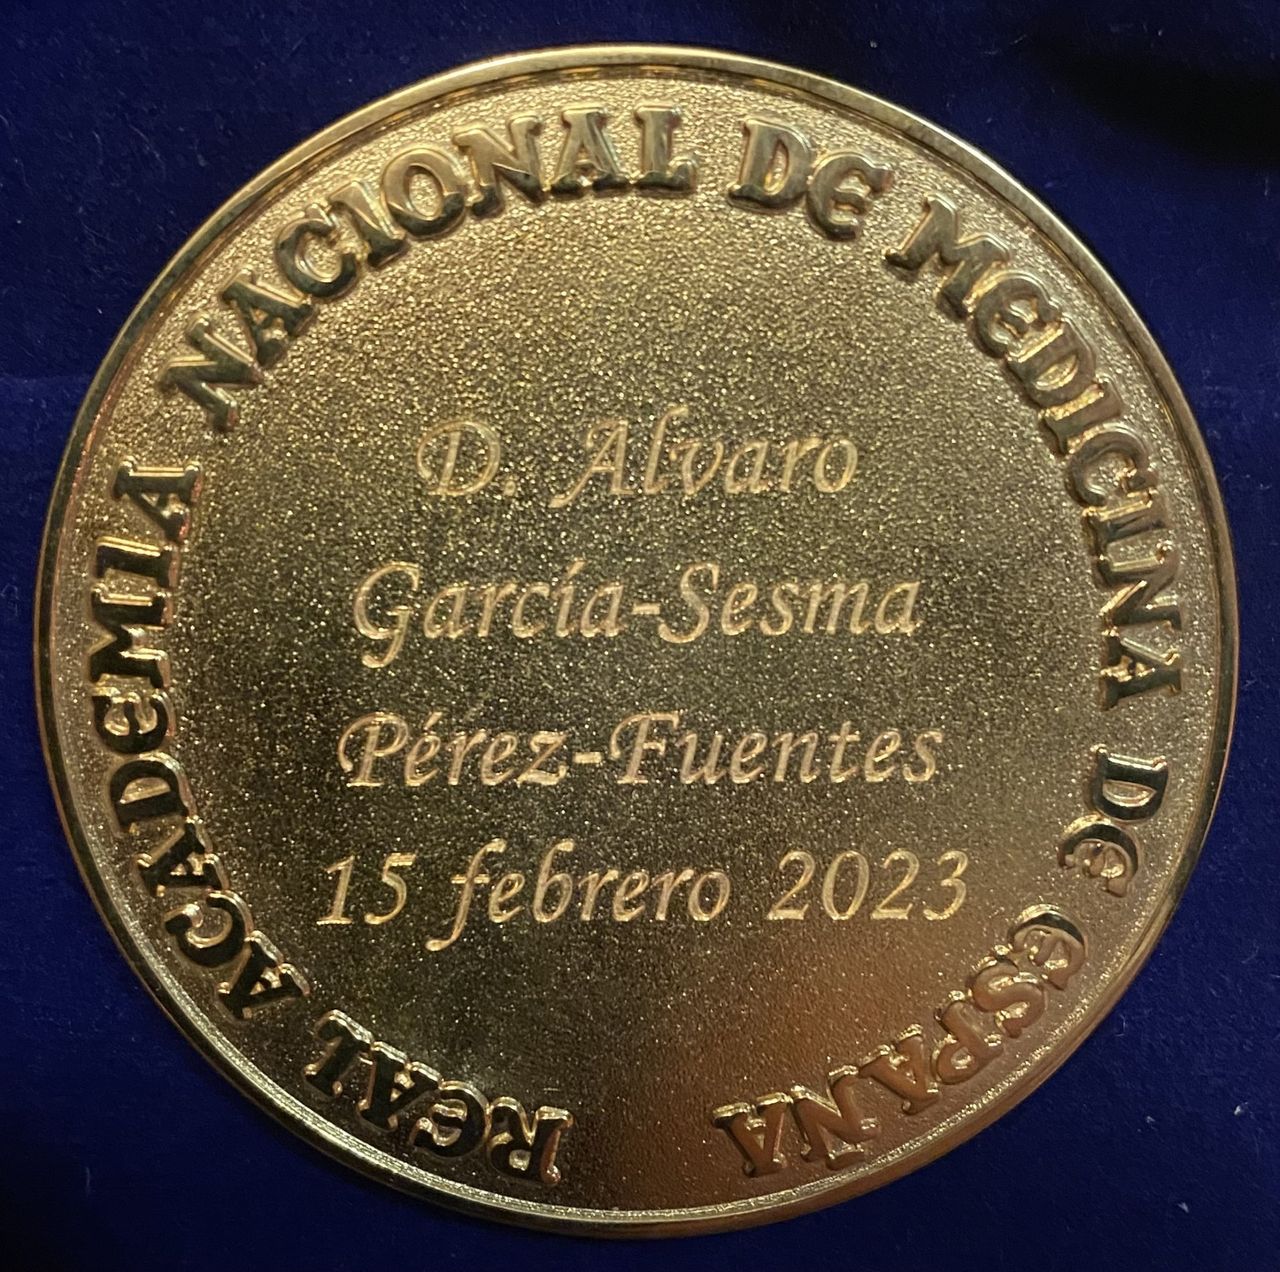 REAL ACADEMIA NACIONAL DE MEDICINA DE ESPAÑA
D. Alvaro
García-Sesma
Pérez-Fuentes
15 febrero 2023